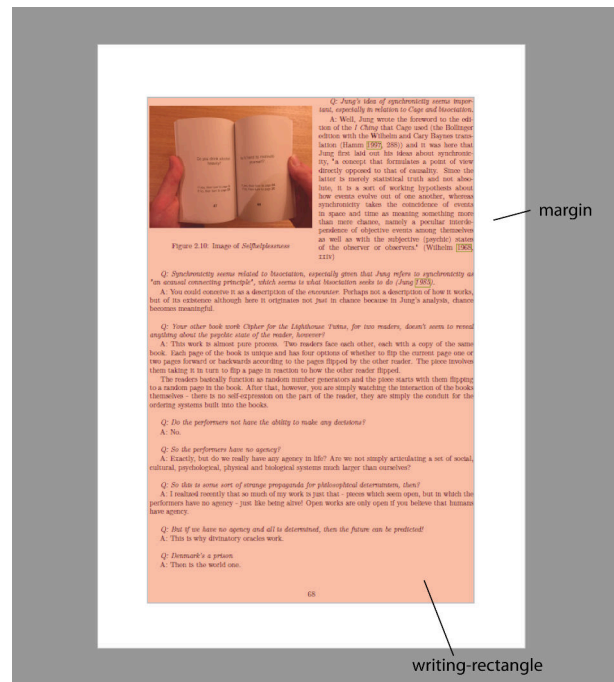 Q: Jung's idea of synchronicity seems impor-
tant, especially in relation to Cage and bisociation.
A: Well, Jung wrote the foreword to the edi-
tion of the I Ching that Cage used (the Bollinger
edition with the Wilhelm and Cary Baynes trans-
lation (Hamm 1997, 288)) and it was here that
Jung first laid out his ideas about synchronic-
ity, "a concept that formulates a point of view
directly opposed to that of causality. Since the
latter is merely statistical truth and not abso-
lute, it is a sort of working hypothesis about
how events evolve out of one another, whereas
synchronicity takes the coincidence of events
in space and time as meaning something more
than mere chance, namely a peculiar interde-
pendence of objective events among themselves
as well as with the subjective (psychic) states
of the observer or observers." (Wilhelm 1968,
xxiv)
Figure 2.10: Image of Selfhelplessness
margin
Q: Synchronicity seems related to bisociation, especially given that Jung refers to synchronicity as
"an acausal connecting principle", which seems to what bisociation seeks to do (Jung 1985).
A: You could conceive it as a description of the encounter. Perhaps not a description of how it works,
but of its existence although here it originates not just in chance because in Jung's analysis, chance
becomes meaningful.
Q: Your other book work Cipher for the Lighthouse Twins, for two readers, doesn't seem to reveal
anything about the psychic state of the reader, however?
A: This work is almost pure process. Two readers face each other, each with a copy of the same
book. Each page of the book is unique and has four options of whether to flip the current page one or
two pages forward or backwards according to the pages flipped by the other reader. The piece involves
them taking it in turn to flip a page in reaction to how the other reader flipped.
The readers basically function as random number generators and the piece starts with them flipping
to a random page in the book. After that, however, you are simply watching the interaction of the books
themselves - there is no self-expression on the part of the reader, they are simply the conduit for the
ordering systems built into the books.
Q: Do the performers not have the ability to make any decisions?
A: No.
Q: So the performers have no agency?
A: Exactly, but do we really have any agency in life? Are we not simply articulating a set of social,
cultural, psychological, physical and biological systems much larger than ourselves?
Q: So this is some sort of strange propaganda for philosophical determinism, then?
A: I realized recently that so much of my work is just that - pieces which seem open, but in which the
performers have no agency - just like being alive! Open works are only open if you believe that humans
have agency.
Q: But if we have no agency and all is determined, then the future can be predicted!
A: This is why divinatory oracles work.
Q: Denmark's a prison
A: Then is the world one.
68
writing-rectangle